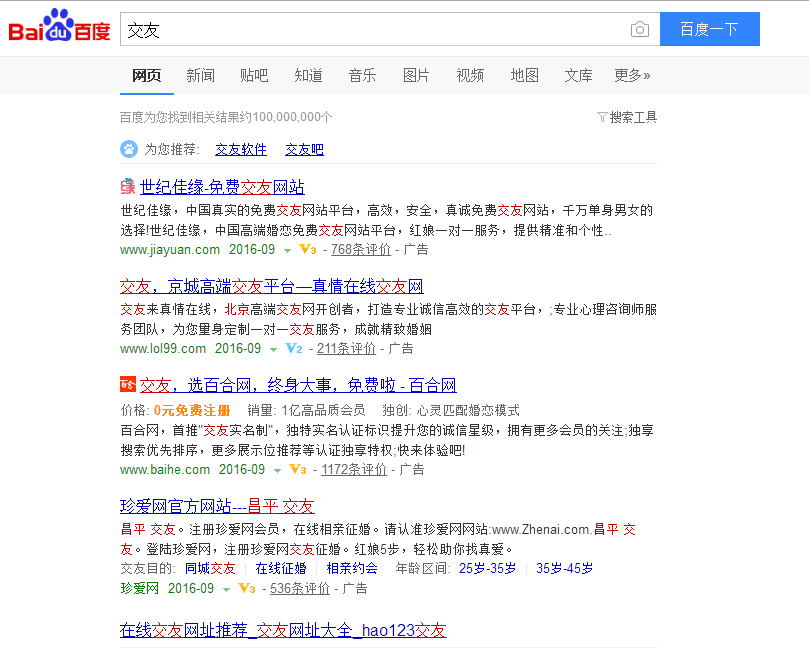 Bai du 百度
交友
百度一下
网页 新闻 贴吧 知道 音乐 图片 视频 地图 文库 更多»
百度为您找到相关结果约100,000,000个 搜索工具
为您推荐: 交友软件 交友吧
世纪佳缘-免费交友网站
世纪佳缘，中国真实的免费交友网站平台，高效，安全，真诚免费交友网站，千万单身男女的
选择!世纪佳缘，中国高端婚恋免费交友网站平台，红娘一对一服务，提供精准和个性..
www.jiayuan.com 2016-09 V3 - 768条评价 - 广告
交友，京城高端交友平台—真情在线交友网
交友来真情在线，北京高端交友网开创者，打造专业诚信高效的交友平台，;专业心理咨询师服
务团队，为您量身定制一对一交友服务，成就精致婚姻
www.lol99.com 2016-09 V2 - 211条评价 - 广告
百合 交友，选百合网，终身大事，免费啦 - 百合网
价格: 0元免费注册 销量: 1亿高品质会员 独创: 心灵匹配婚恋模式
百合网，首推"交友实名制"，独特实名认证标识提升您的诚信星级，拥有更多会员的关注;独享
搜索优先排序，更多展示位推荐等认证独享特权;快来体验吧!
www.baihe.com 2016-09 V3 - 1172条评价 - 广告
珍爱网官方网站---昌平 交友
昌平 交友。注册珍爱网会员，在线相亲征婚。请认准珍爱网网站:www.Zhenai.com.昌平 交
友。登陆珍爱网，注册珍爱网交友征婚。红娘5步，轻松助你找真爱。
交友目的: 同城交友 在线征婚 相亲约会 年龄区间: 25岁-35岁 35岁-45岁
珍爱网 2016-09 V3 - 536条评价 - 广告
在线交友网址推荐_交友网址大全_hao123交友